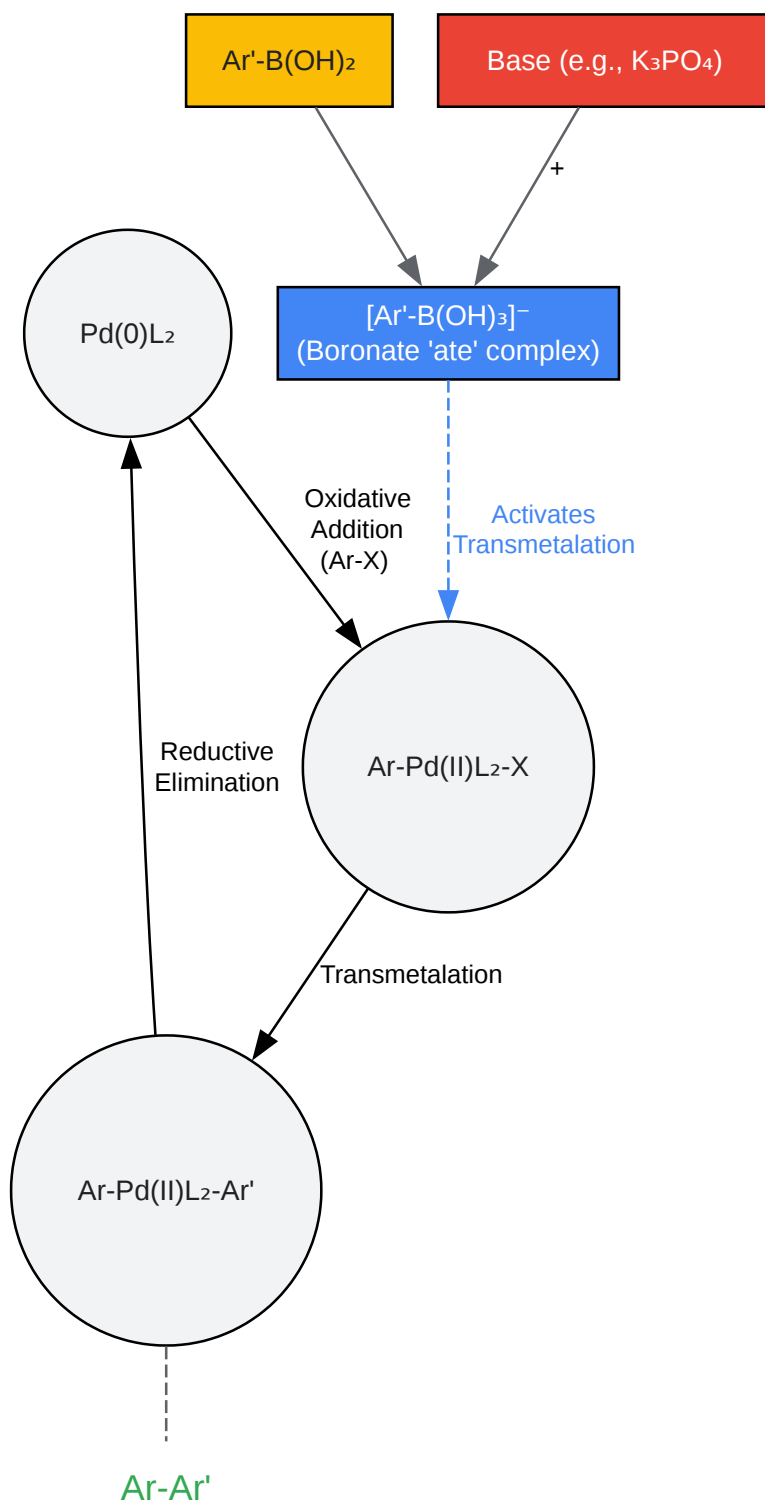 Ar'-B(OH)₂
Base (e.g., K₃PO₄)
+
Pd(0)L₂
[Ar'-B(OH)₃]⁻
(Boronate 'ate' complex)
Oxidative
Addition
(Ar-X)
Activates
Transmetalation
Reductive
Elimination
Ar-Pd(II)L₂-X
Transmetalation
Ar-Pd(II)L₂-Ar'
Ar-Ar'